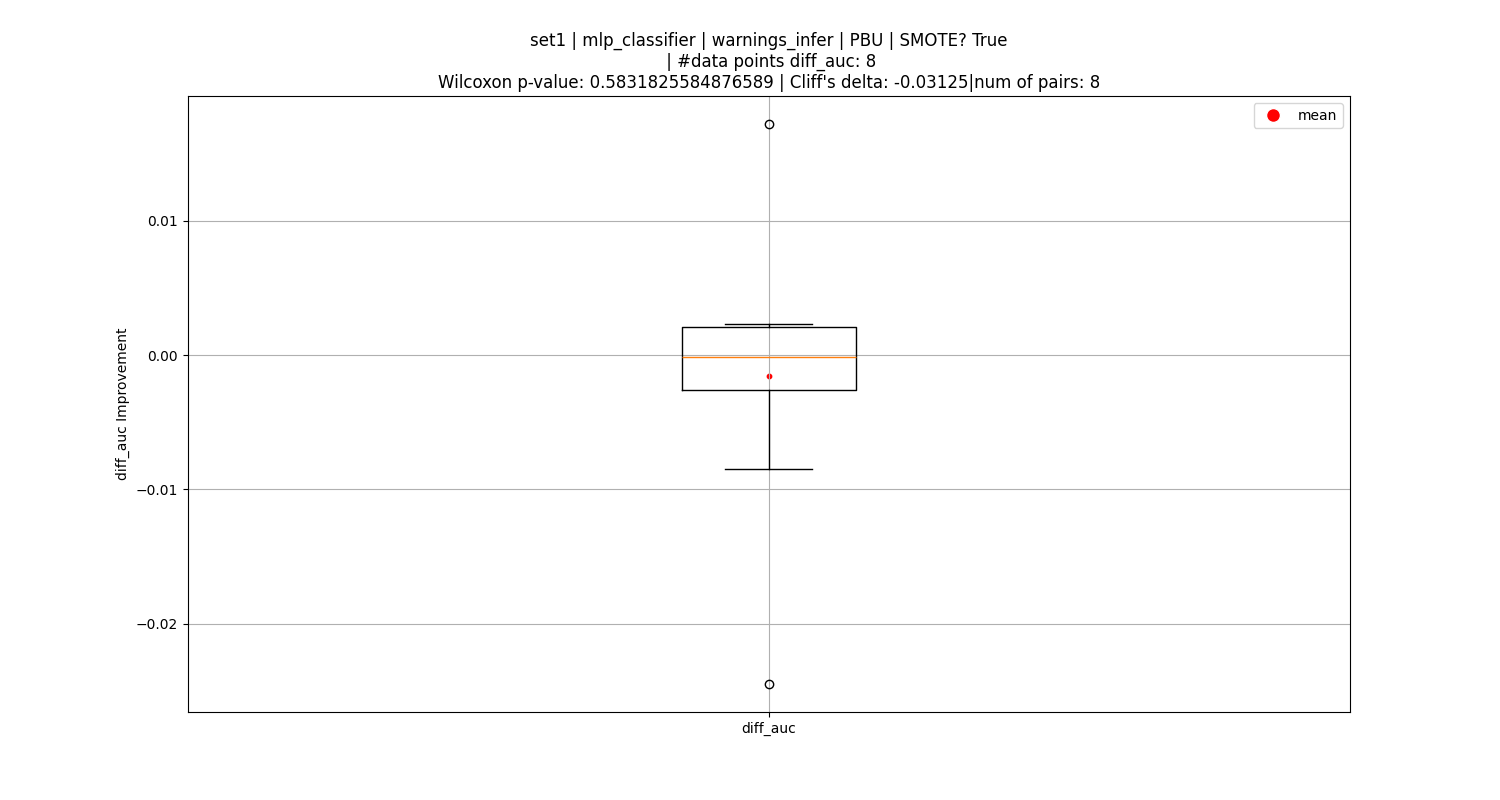 set1 | mlp_classifier | warnings_infer | PBU | SMOTE? True
| #data points diff_auc: 8
Wilcoxon p-value: 0.5831825584876589 | Cliff's delta: -0.03125|num of pairs: 8
mean
0.01
0.00
−0.01
−0.02
diff_auc Improvement
diff_auc